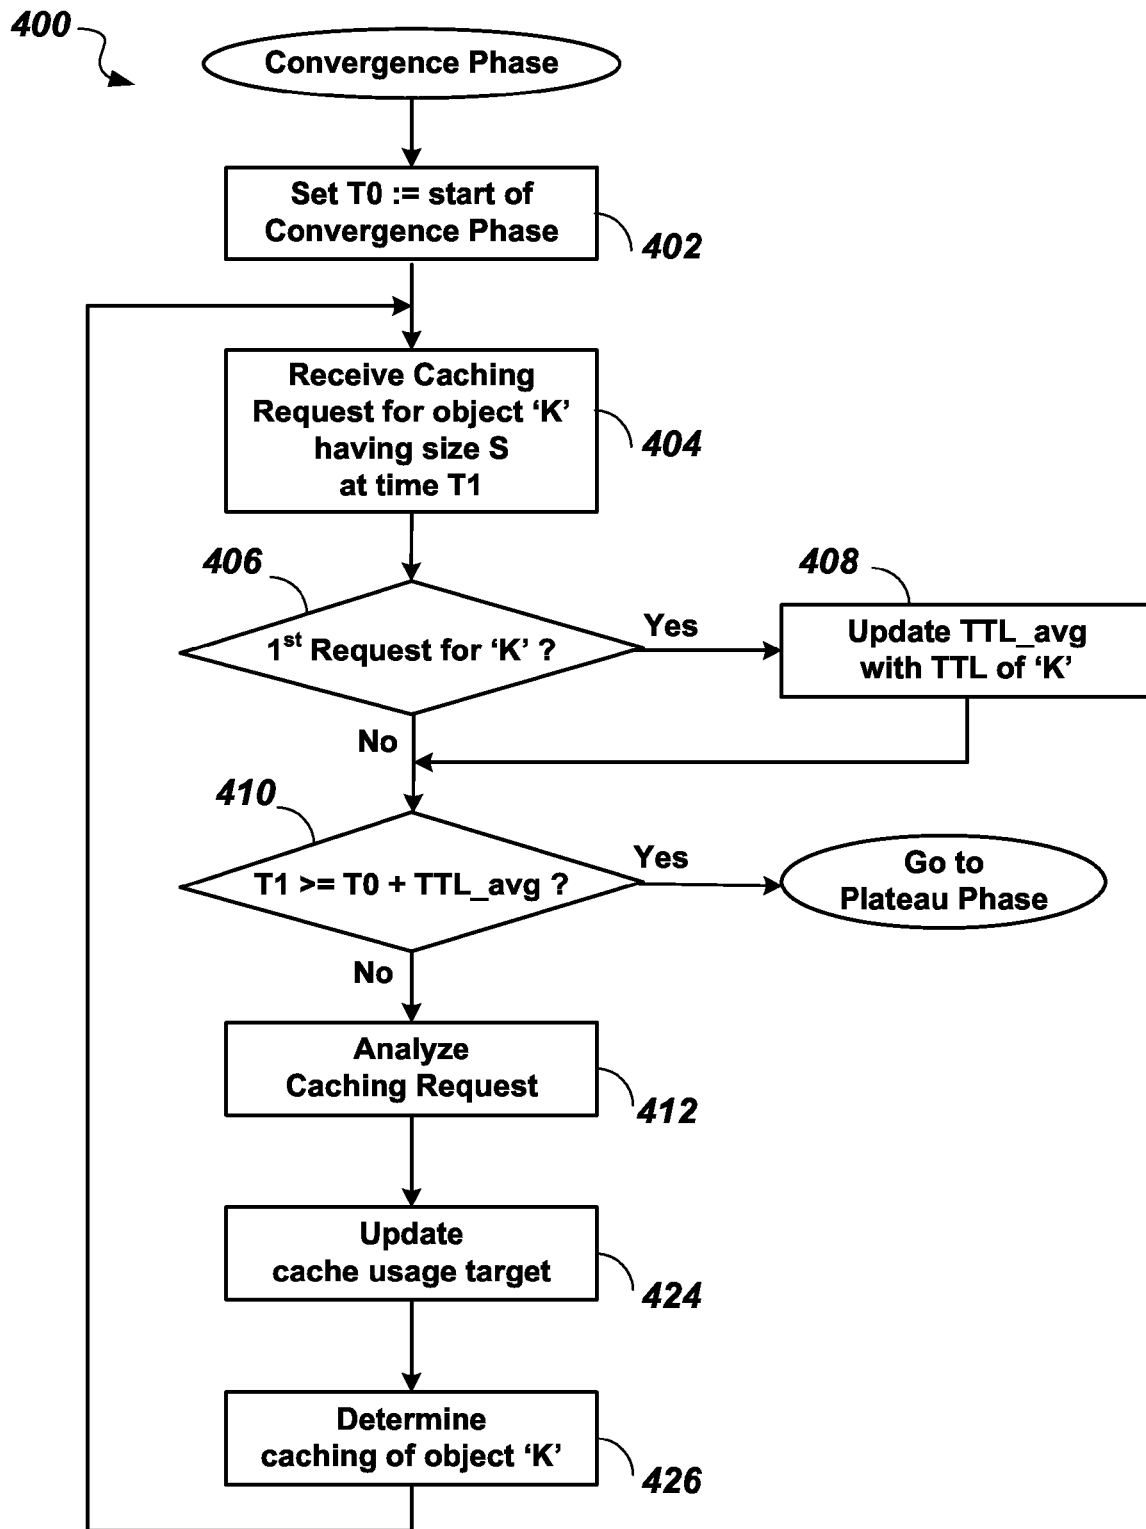 400
Convergence Phase
Set T0 := start of
Convergence Phase
402
Receive Caching
Request for object ‘K’
having size S
at time T1
404
406
1st Request for ‘K’ ?
Yes
408
Update TTL_avg
with TTL of ‘K’
No
410
T1 >= T0 + TTL_avg ?
Yes
Go to
Plateau Phase
No
Analyze
Caching Request
412
Update
cache usage target
424
Determine
caching of object ‘K’
426